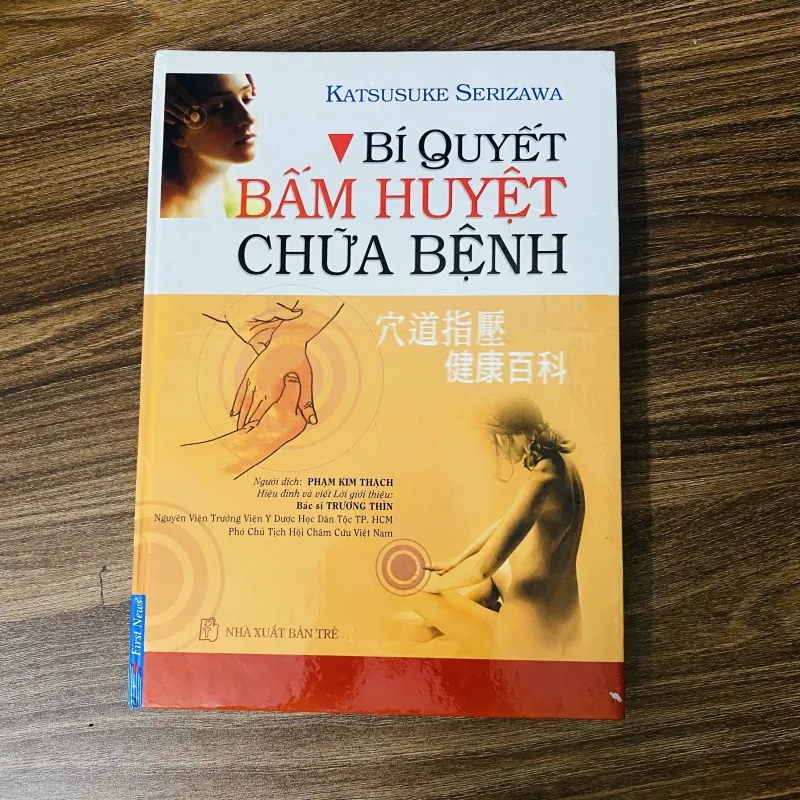 KATSUSUKE SERIZAWA
BÍ QUYẾT
BẤM HUYỆT
CHỮA BỆNH
穴道指壓
健康百科
Người dịch: PHẠM KIM THẠCH
Hiệu đính và viết Lời giới thiệu:
Bác sĩ TRƯƠNG THÌN
Nguyên Viện Trưởng Viện Y Dược Học Dân Tộc TP. HCM
Phó Chủ Tịch Hội Châm Cứu Việt Nam
First News
NHÀ XUẤT BẢN TRẺ